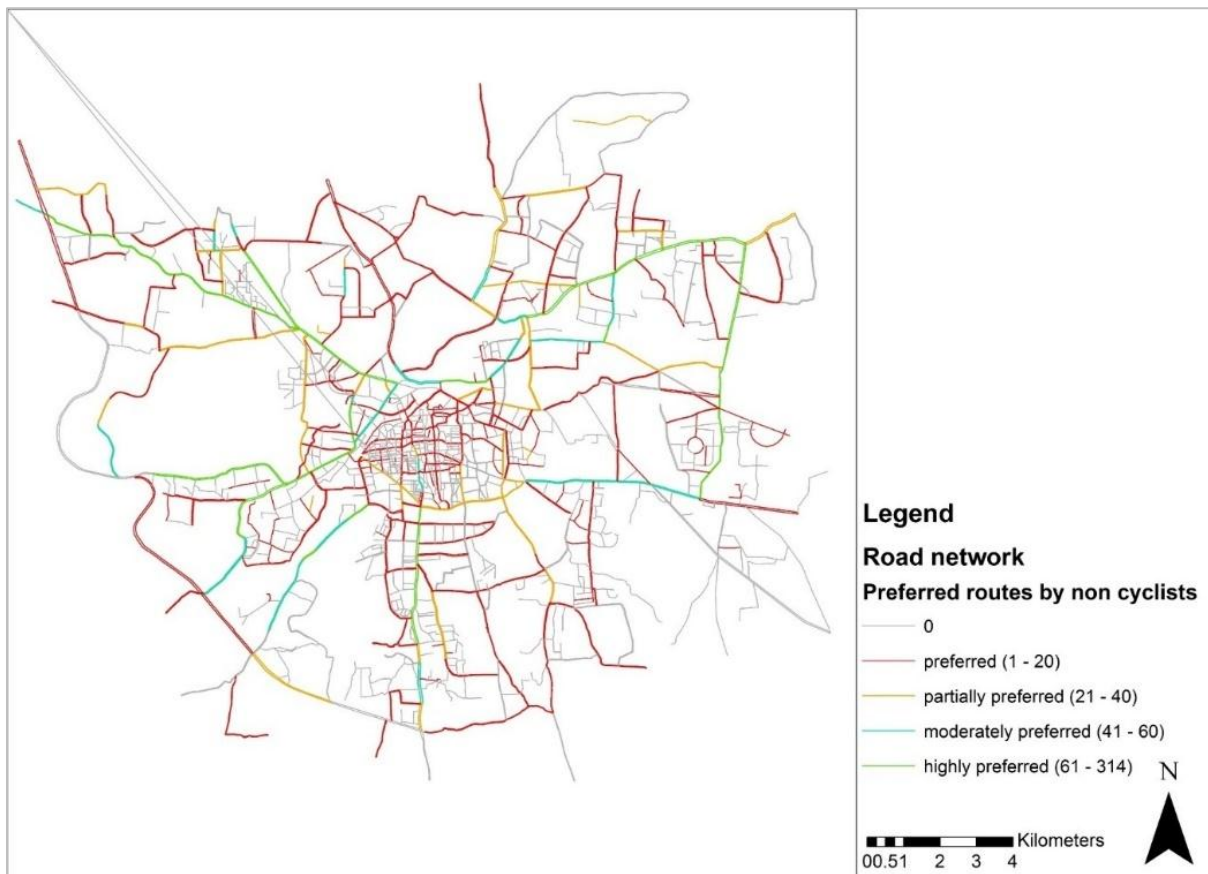 Legend
Road network
Preferred routes by non cyclists
0
preferred (1 - 20)
partially preferred (21 - 40)
moderately preferred (41 - 60)
highly preferred (61 - 314)
N
Kilometers
00.51 2 3 4